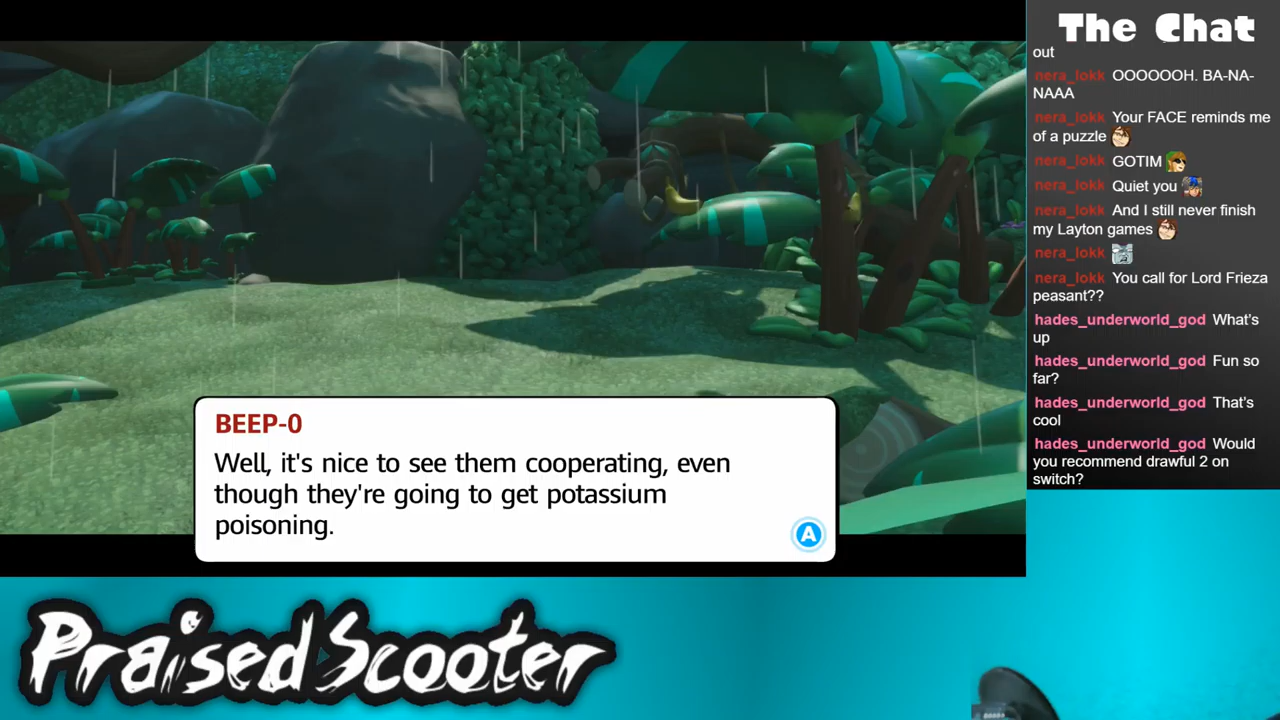 The Chat
out
nera_lokk OOOOOOH. BA-NA-
NAAA
nera_lokk Your FACE reminds me
of a puzzle
nera_lokk GOTIM
nera_lokk Quiet you
nera_lokk And I still never finish
my Layton games
nera_lokk
nera_lokk You call for Lord Frieza
peasant??
hades_underworld_god What's
up
hades_underworld_god Fun so
far?
hades_underworld_god That's
cool
hades_underworld_god Would
you recommend drawful 2 on
switch?
BEEP-0
Well, it's nice to see them cooperating, even
though they're going to get potassium
poisoning.
A
PraisedScooter